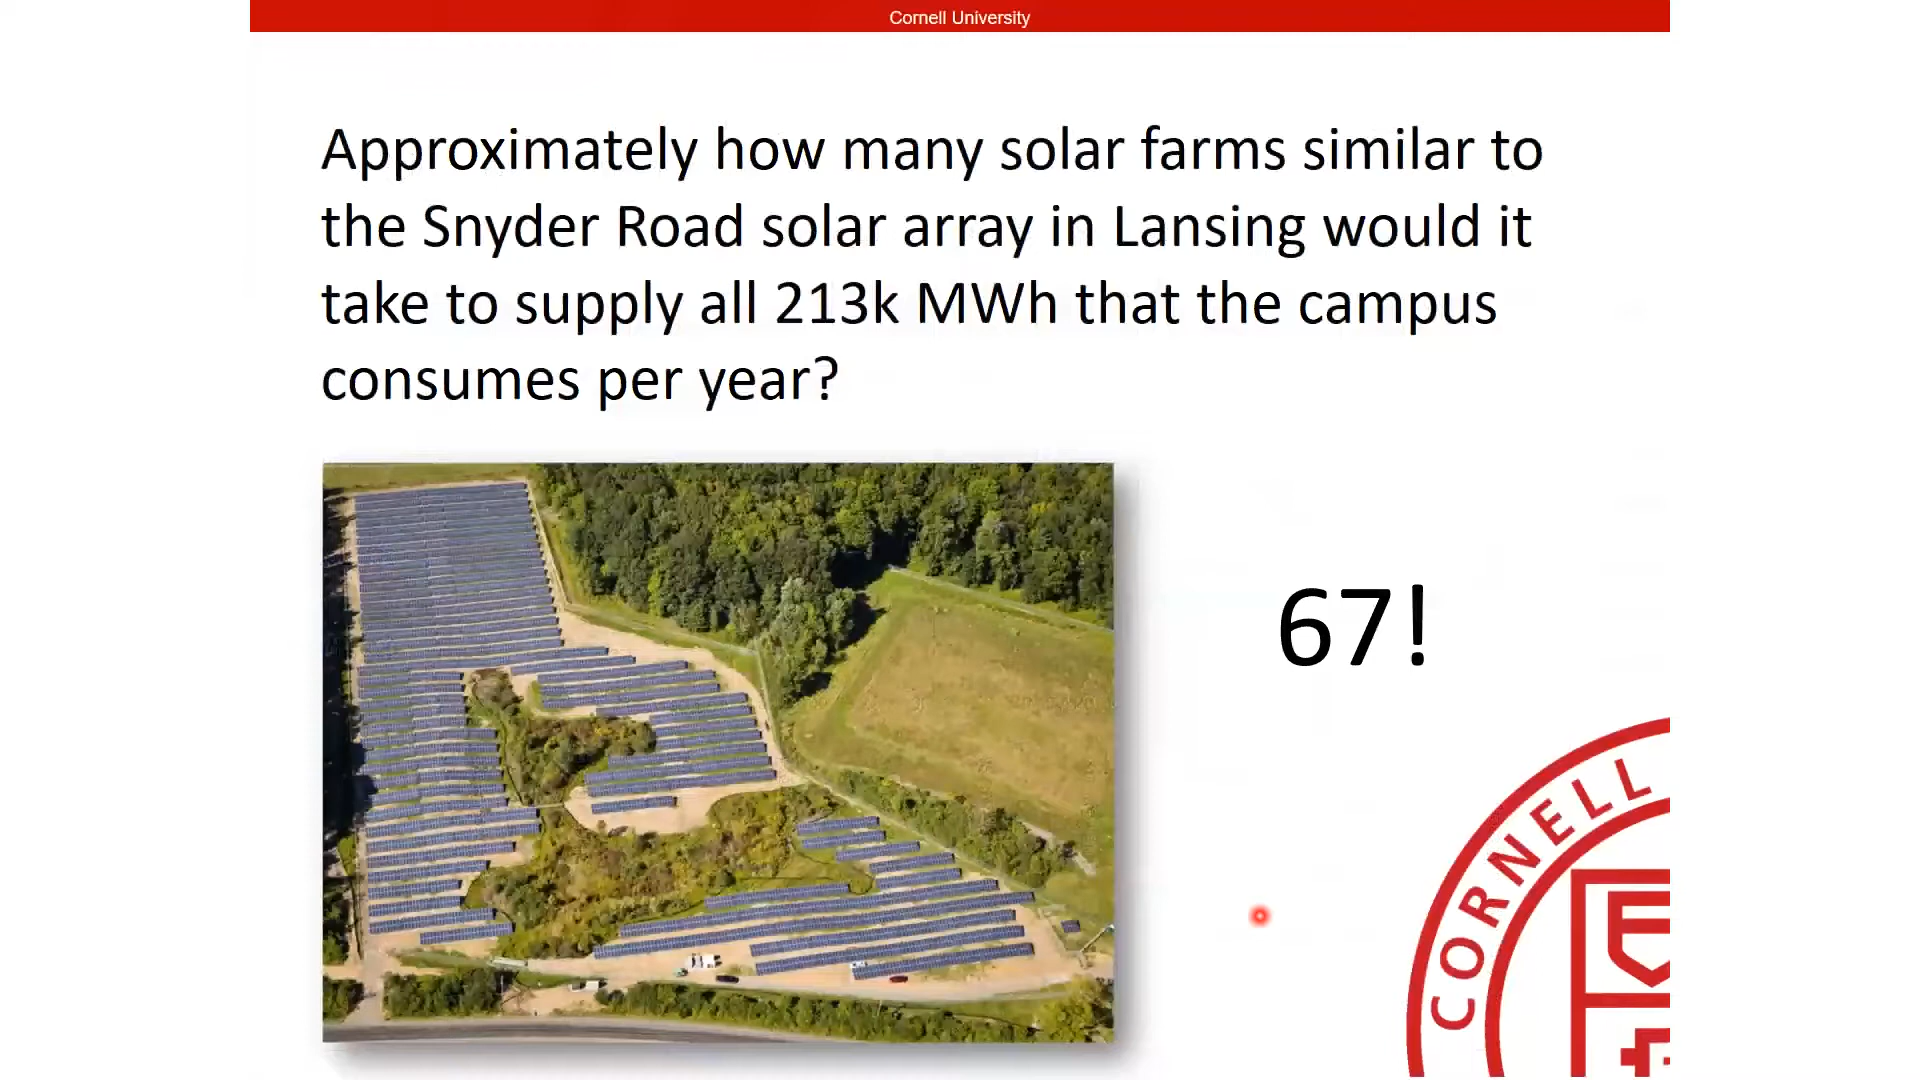 Cornell University
Approximately how many solar farms similar to
the Snyder Road solar array in Lansing would it
take to supply all 213k MWh that the campus
consumes per year?
67!
CORNELL